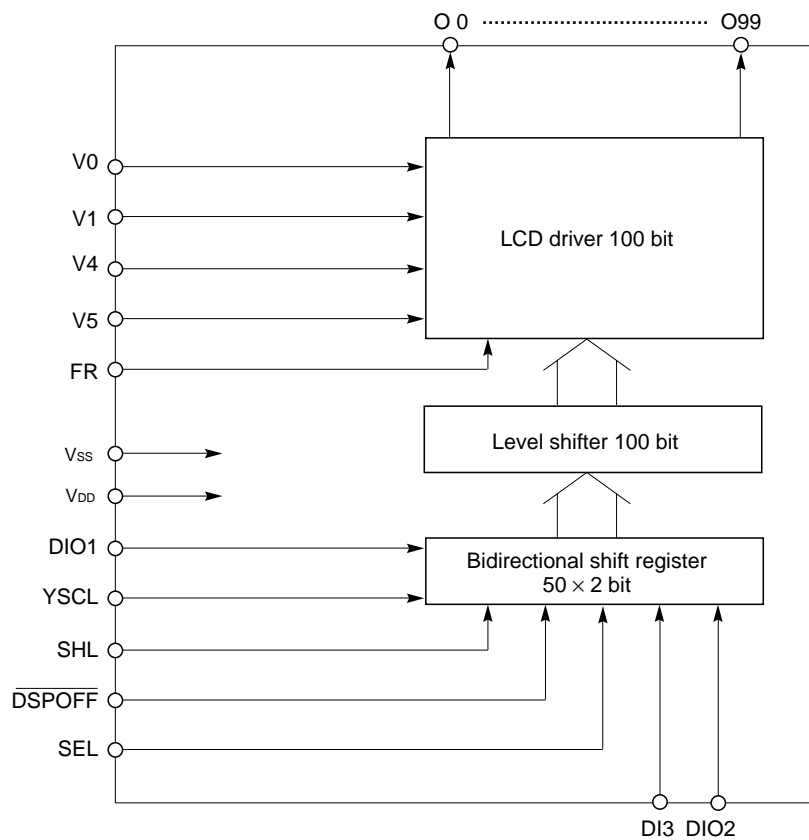 O 0 ........................ O99
V0
V1
LCD driver 100 bit
V4
V5
FR
Level shifter 100 bit
VSS
VDD
DIO1
Bidirectional shift register
50 × 2 bit
YSCL
SHL
DSPOFF
SEL
DI3 DIO2